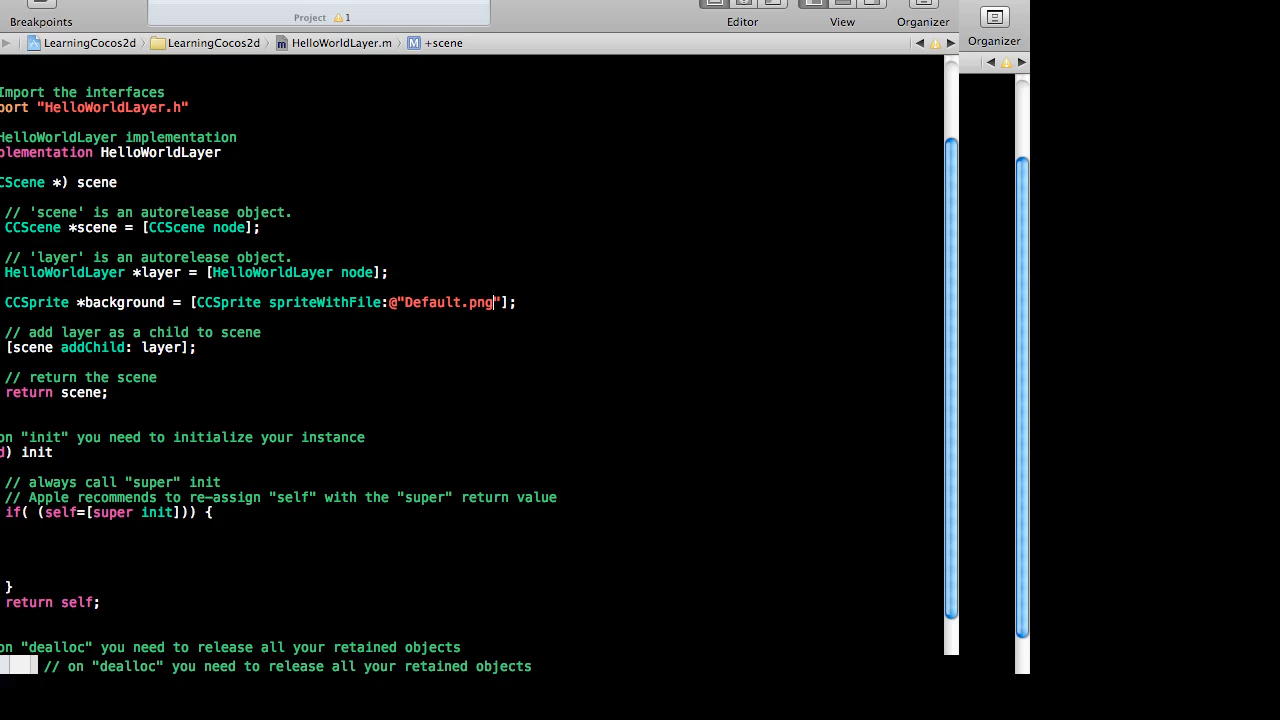 Breakpoints
Project 1
Editor View Organizer
Organizer
LearningCocos2d LearningCocos2d HelloWorldLayer.m M +scene
Import the interfaces
port "HelloWorldLayer.h"
HelloWorldLayer implementation
plementation HelloWorldLayer
CScene *) scene
// 'scene' is an autorelease object.
CCScene *scene = [CCScene node];
// 'layer' is an autorelease object.
HelloWorldLayer *layer = [HelloWorldLayer node];
CCSprite *background = [CCSprite spriteWithFile:@"Default.png"];
// add layer as a child to scene
[scene addChild: layer];
// return the scene
return scene;
on "init" you need to initialize your instance
d) init
// always call "super" init
// Apple recommends to re-assign "self" with the "super" return value
if( (self=[super init])) {
}
return self;
on "dealloc" you need to release all your retained objects
// on "dealloc" you need to release all your retained objects